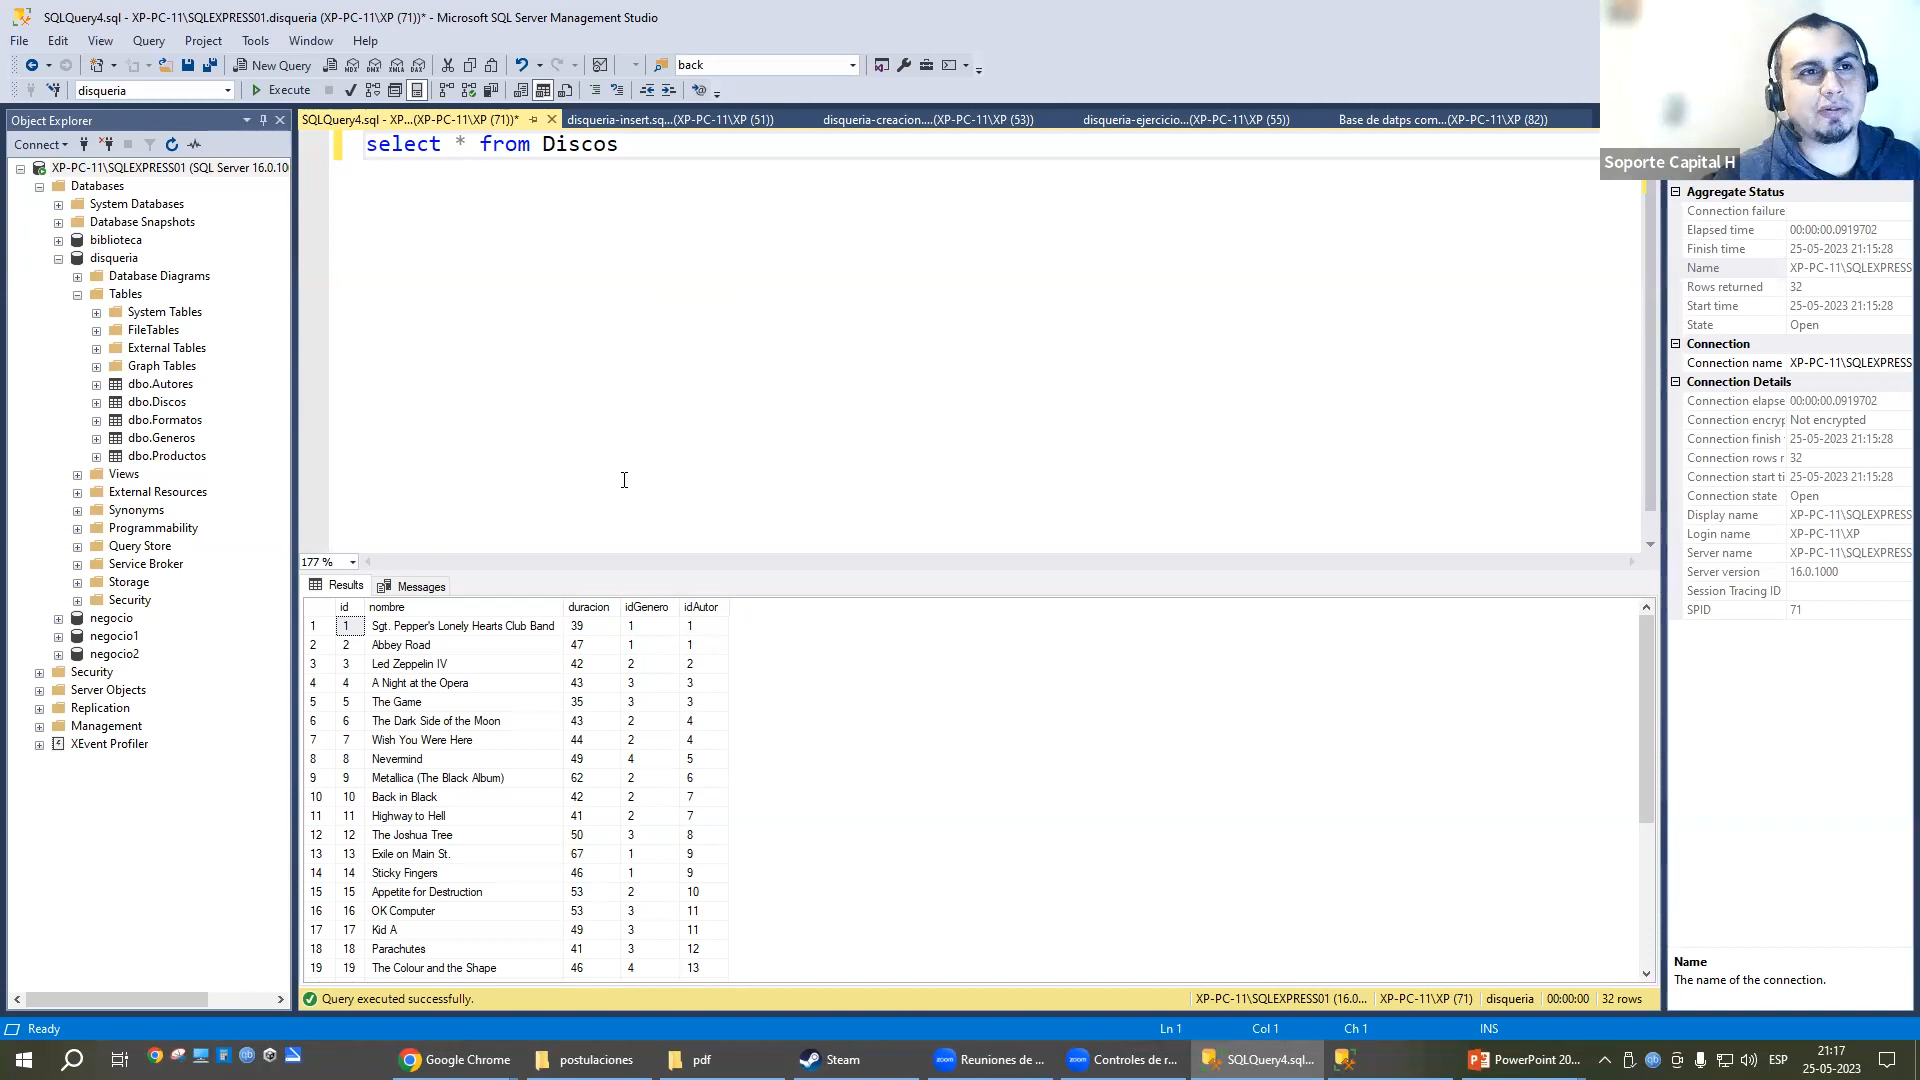 SQLQuery4.sql - XP-PC-11\SQLEXPRESS01.disqueria (XP-PC-11\XP (71))* - Microsoft SQL Server Management Studio
File Edit View Query Project Tools Window Help
New Query back
disqueria Execute
Object Explorer
Connect
SQLQuery4.sql - XP...(XP-PC-11\XP (71))* disqueria-insert.sq...(XP-PC-11\XP (51)) disqueria-creacion....(XP-PC-11\XP (53)) disqueria-ejercicio...(XP-PC-11\XP (55)) Base de datps com...(XP-PC-11\XP (82))
select * from Discos
Soporte Capital H
XP-PC-11\SQLEXPRESS01 (SQL Server 16.0.10
Databases
System Databases
Database Snapshots
biblioteca
disqueria
Database Diagrams
Tables
System Tables
FileTables
External Tables
Graph Tables
dbo.Autores
dbo.Discos
dbo.Formatos
dbo.Generos
dbo.Productos
Views
External Resources
Synonyms
Programmability
Query Store
Service Broker
Storage
Security
negocio
negocio1
negocio2
Security
Server Objects
Replication
Management
XEvent Profiler
177 %
Results Messages
id nombre duracion idGenero idAutor
1 1 Sgt. Pepper's Lonely Hearts Club Band 39 1 1
2 2 Abbey Road 47 1 1
3 3 Led Zeppelin IV 42 2 2
4 4 A Night at the Opera 43 3 3
5 5 The Game 35 3 3
6 6 The Dark Side of the Moon 43 2 4
7 7 Wish You Were Here 44 2 4
8 8 Nevermind 49 4 5
9 9 Metallica (The Black Album) 62 2 6
10 10 Back in Black 42 2 7
11 11 Highway to Hell 41 2 7
12 12 The Joshua Tree 50 3 8
13 13 Exile on Main St. 67 1 9
14 14 Sticky Fingers 46 1 9
15 15 Appetite for Destruction 53 2 10
16 16 OK Computer 53 3 11
17 17 Kid A 49 3 11
18 18 Parachutes 41 3 12
19 19 The Colour and the Shape 46 4 13
Query executed successfully. XP-PC-11\SQLEXPRESS01 (16.0... XP-PC-11\XP (71) disqueria 00:00:00 32 rows
Aggregate Status
Connection failure
Elapsed time 00:00:00.0919702
Finish time 25-05-2023 21:15:28
Name XP-PC-11\SQLEXPRESS
Rows returned 32
Start time 25-05-2023 21:15:28
State Open
Connection
Connection name XP-PC-11\SQLEXPRESS
Connection Details
Connection elapse 00:00:00.0919702
Connection encryp Not encrypted
Connection finish 25-05-2023 21:15:28
Connection rows r 32
Connection start ti 25-05-2023 21:15:28
Connection state Open
Display name XP-PC-11\SQLEXPRESS
Login name XP-PC-11\XP
Server name XP-PC-11\SQLEXPRESS
Server version 16.0.1000
Session Tracing ID
SPID 71
Name
The name of the connection.
Ready Ln 1 Col 1 Ch 1 INS
Google Chrome postulaciones pdf Steam zoom Reuniones de ... zoom Controles de r... SQLQuery4.sql... PowerPoint 20... ESP 21:17
25-05-2023